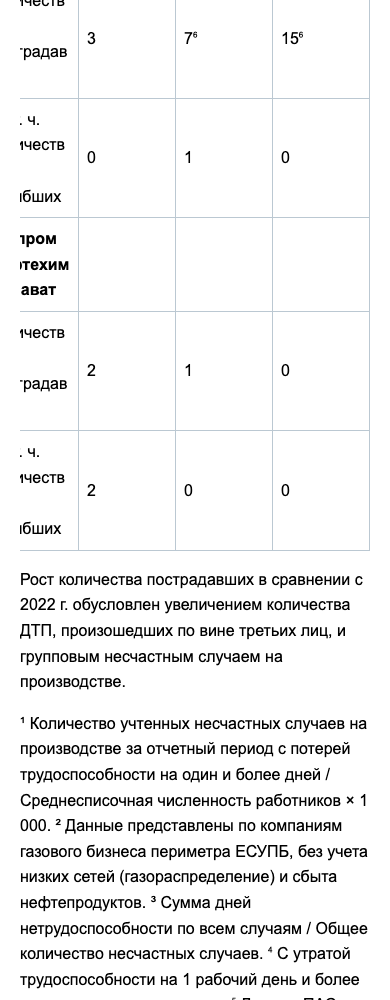 3 7⁶ 15⁶
. ч.
0 1 0
2 1 0
. ч.
2 0 0
Рост количества пострадавших в сравнении с
2022 г. обусловлен увеличением количества
ДТП, произошедших по вине третьих лиц, и
групповым несчастным случаем на
производстве.
¹ Количество учтенных несчастных случаев на
производстве за отчетный период с потерей
трудоспособности на один и более дней /
Среднесписочная численность работников × 1
000. ² Данные представлены по компаниям
газового бизнеса периметра ЕСУПБ, без учета
низких сетей (газораспределение) и сбыта
нефтепродуктов. ³ Сумма дней
нетрудоспособности по всем случаям / Общее
количество несчастных случаев. ⁴ С утратой
трудоспособности на 1 рабочий день и более